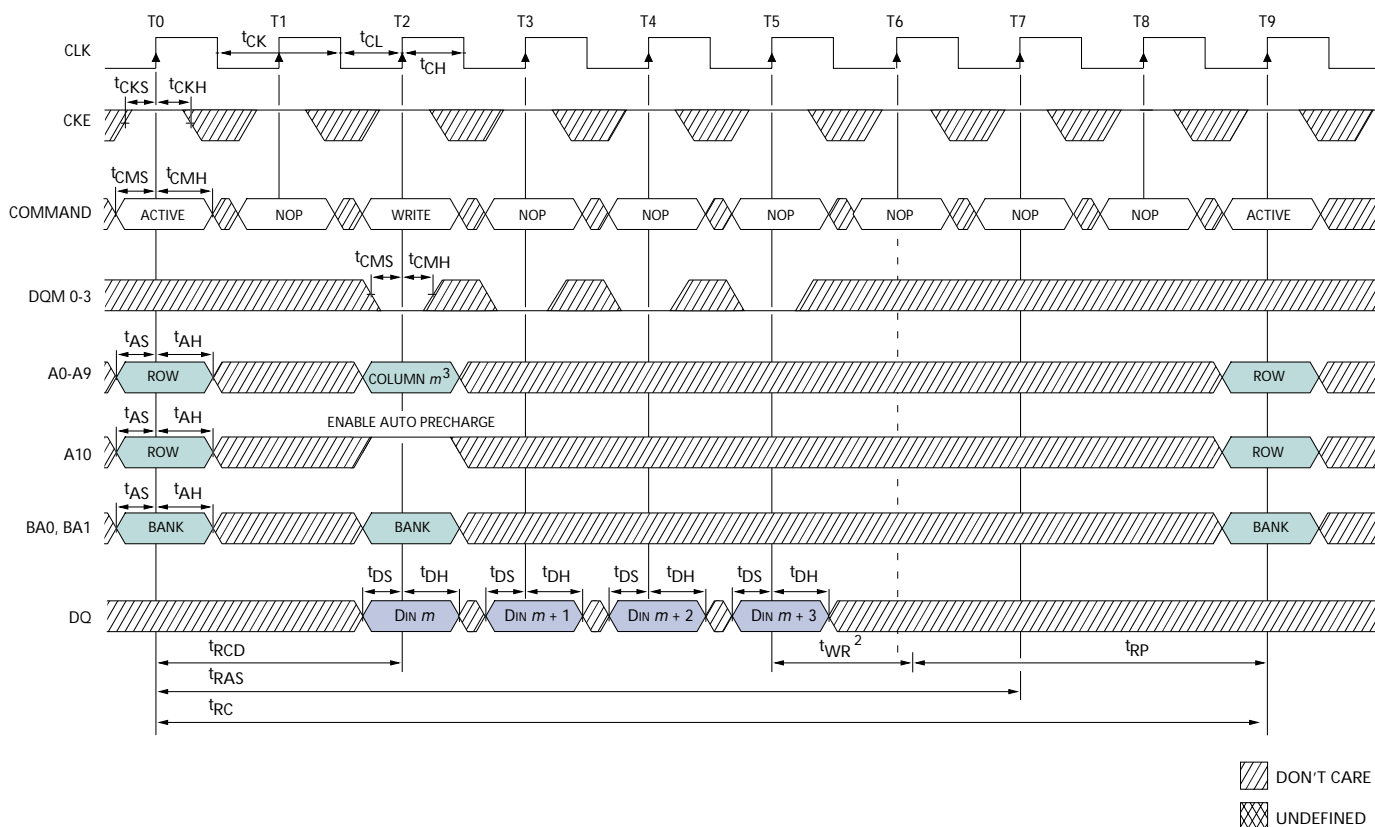 T0 T1 T2 T3 T4 T5 T6 T7 T8 T9
CLK tCK tCL tCH
tCKS tCKH
CKE
tCMS tCMH
COMMAND ACTIVE NOP WRITE NOP NOP NOP NOP NOP NOP ACTIVE
tCMS tCMH
DQM 0-3
tAS tAH
A0-A9 ROW COLUMN m³ ROW
ENABLE AUTO PRECHARGE
tAS tAH
A10 ROW ROW
tAS tAH
BA0, BA1 BANK BANK BANK
tDS tDH tDS tDH tDS tDH tDS tDH
DQ DIN m DIN m + 1 DIN m + 2 DIN m + 3
tRCD tWR² tRP
tRAS
tRC
DON'T CARE
UNDEFINED